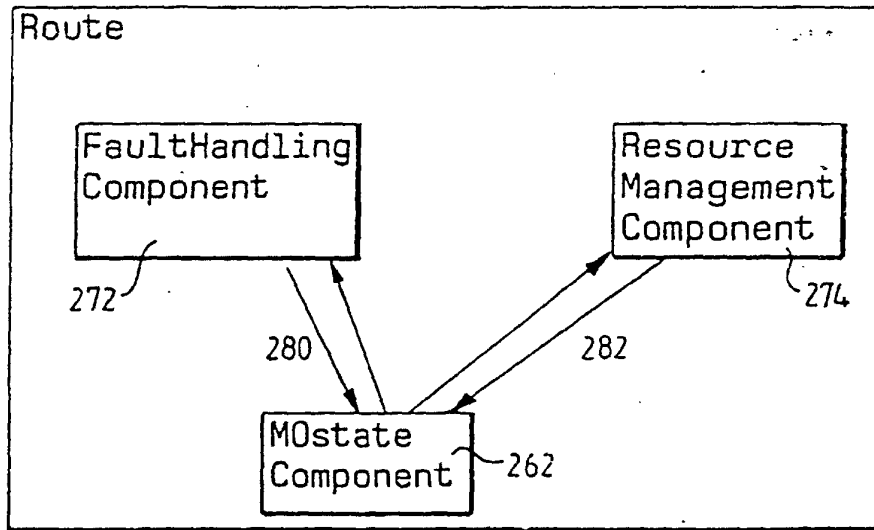 Route
FaultHandling
Component
272
Resource
Management
Component
274
280
282
MOstate
Component
262